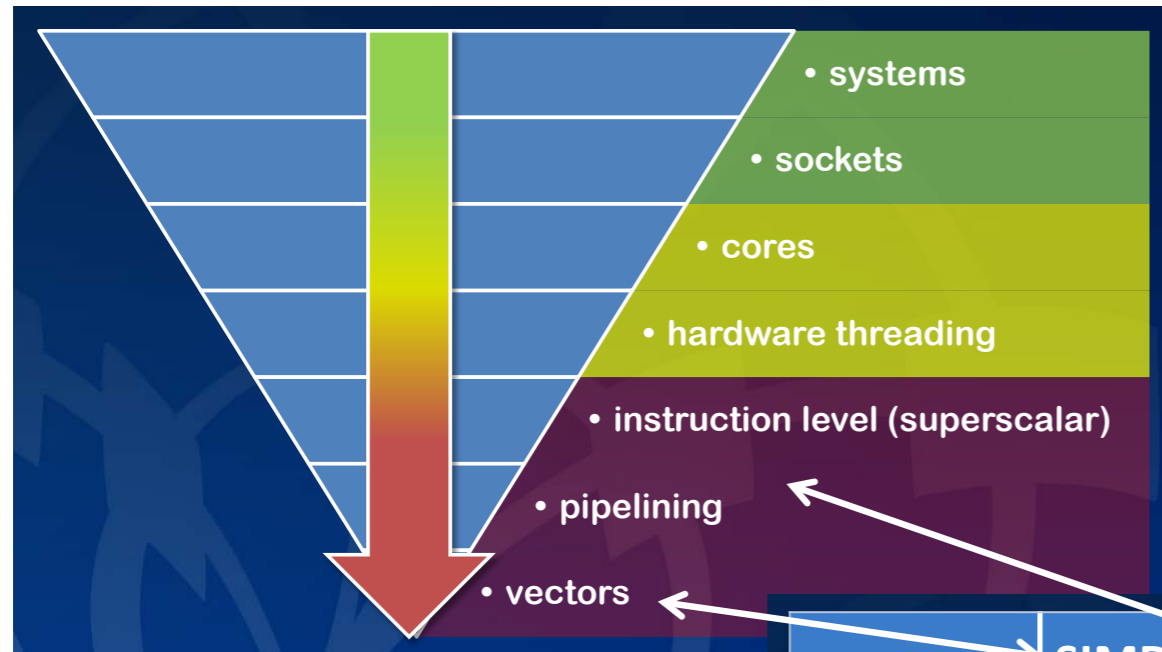 • systems
• sockets
• cores
• hardware threading
• instruction level (superscalar)
• pipelining
• vectors